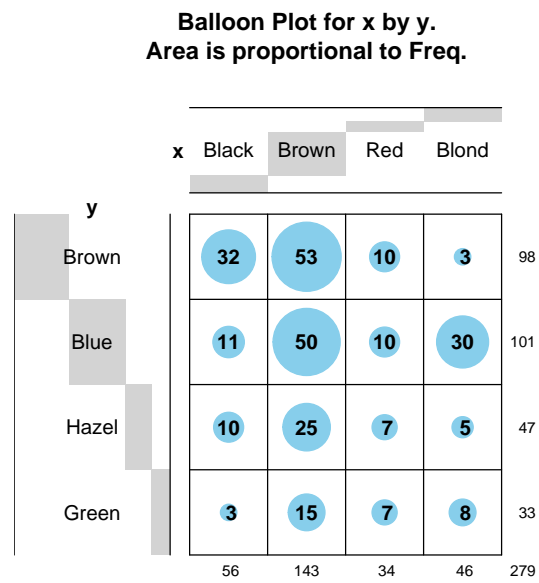 Balloon Plot for x by y.
Area is proportional to Freq.
x Black Brown Red Blond
y
Brown 32 53 10 3 98
Blue 11 50 10 30 101
Hazel 10 25 7 5 47
Green 3 15 7 8 33
56 143 34 46 279